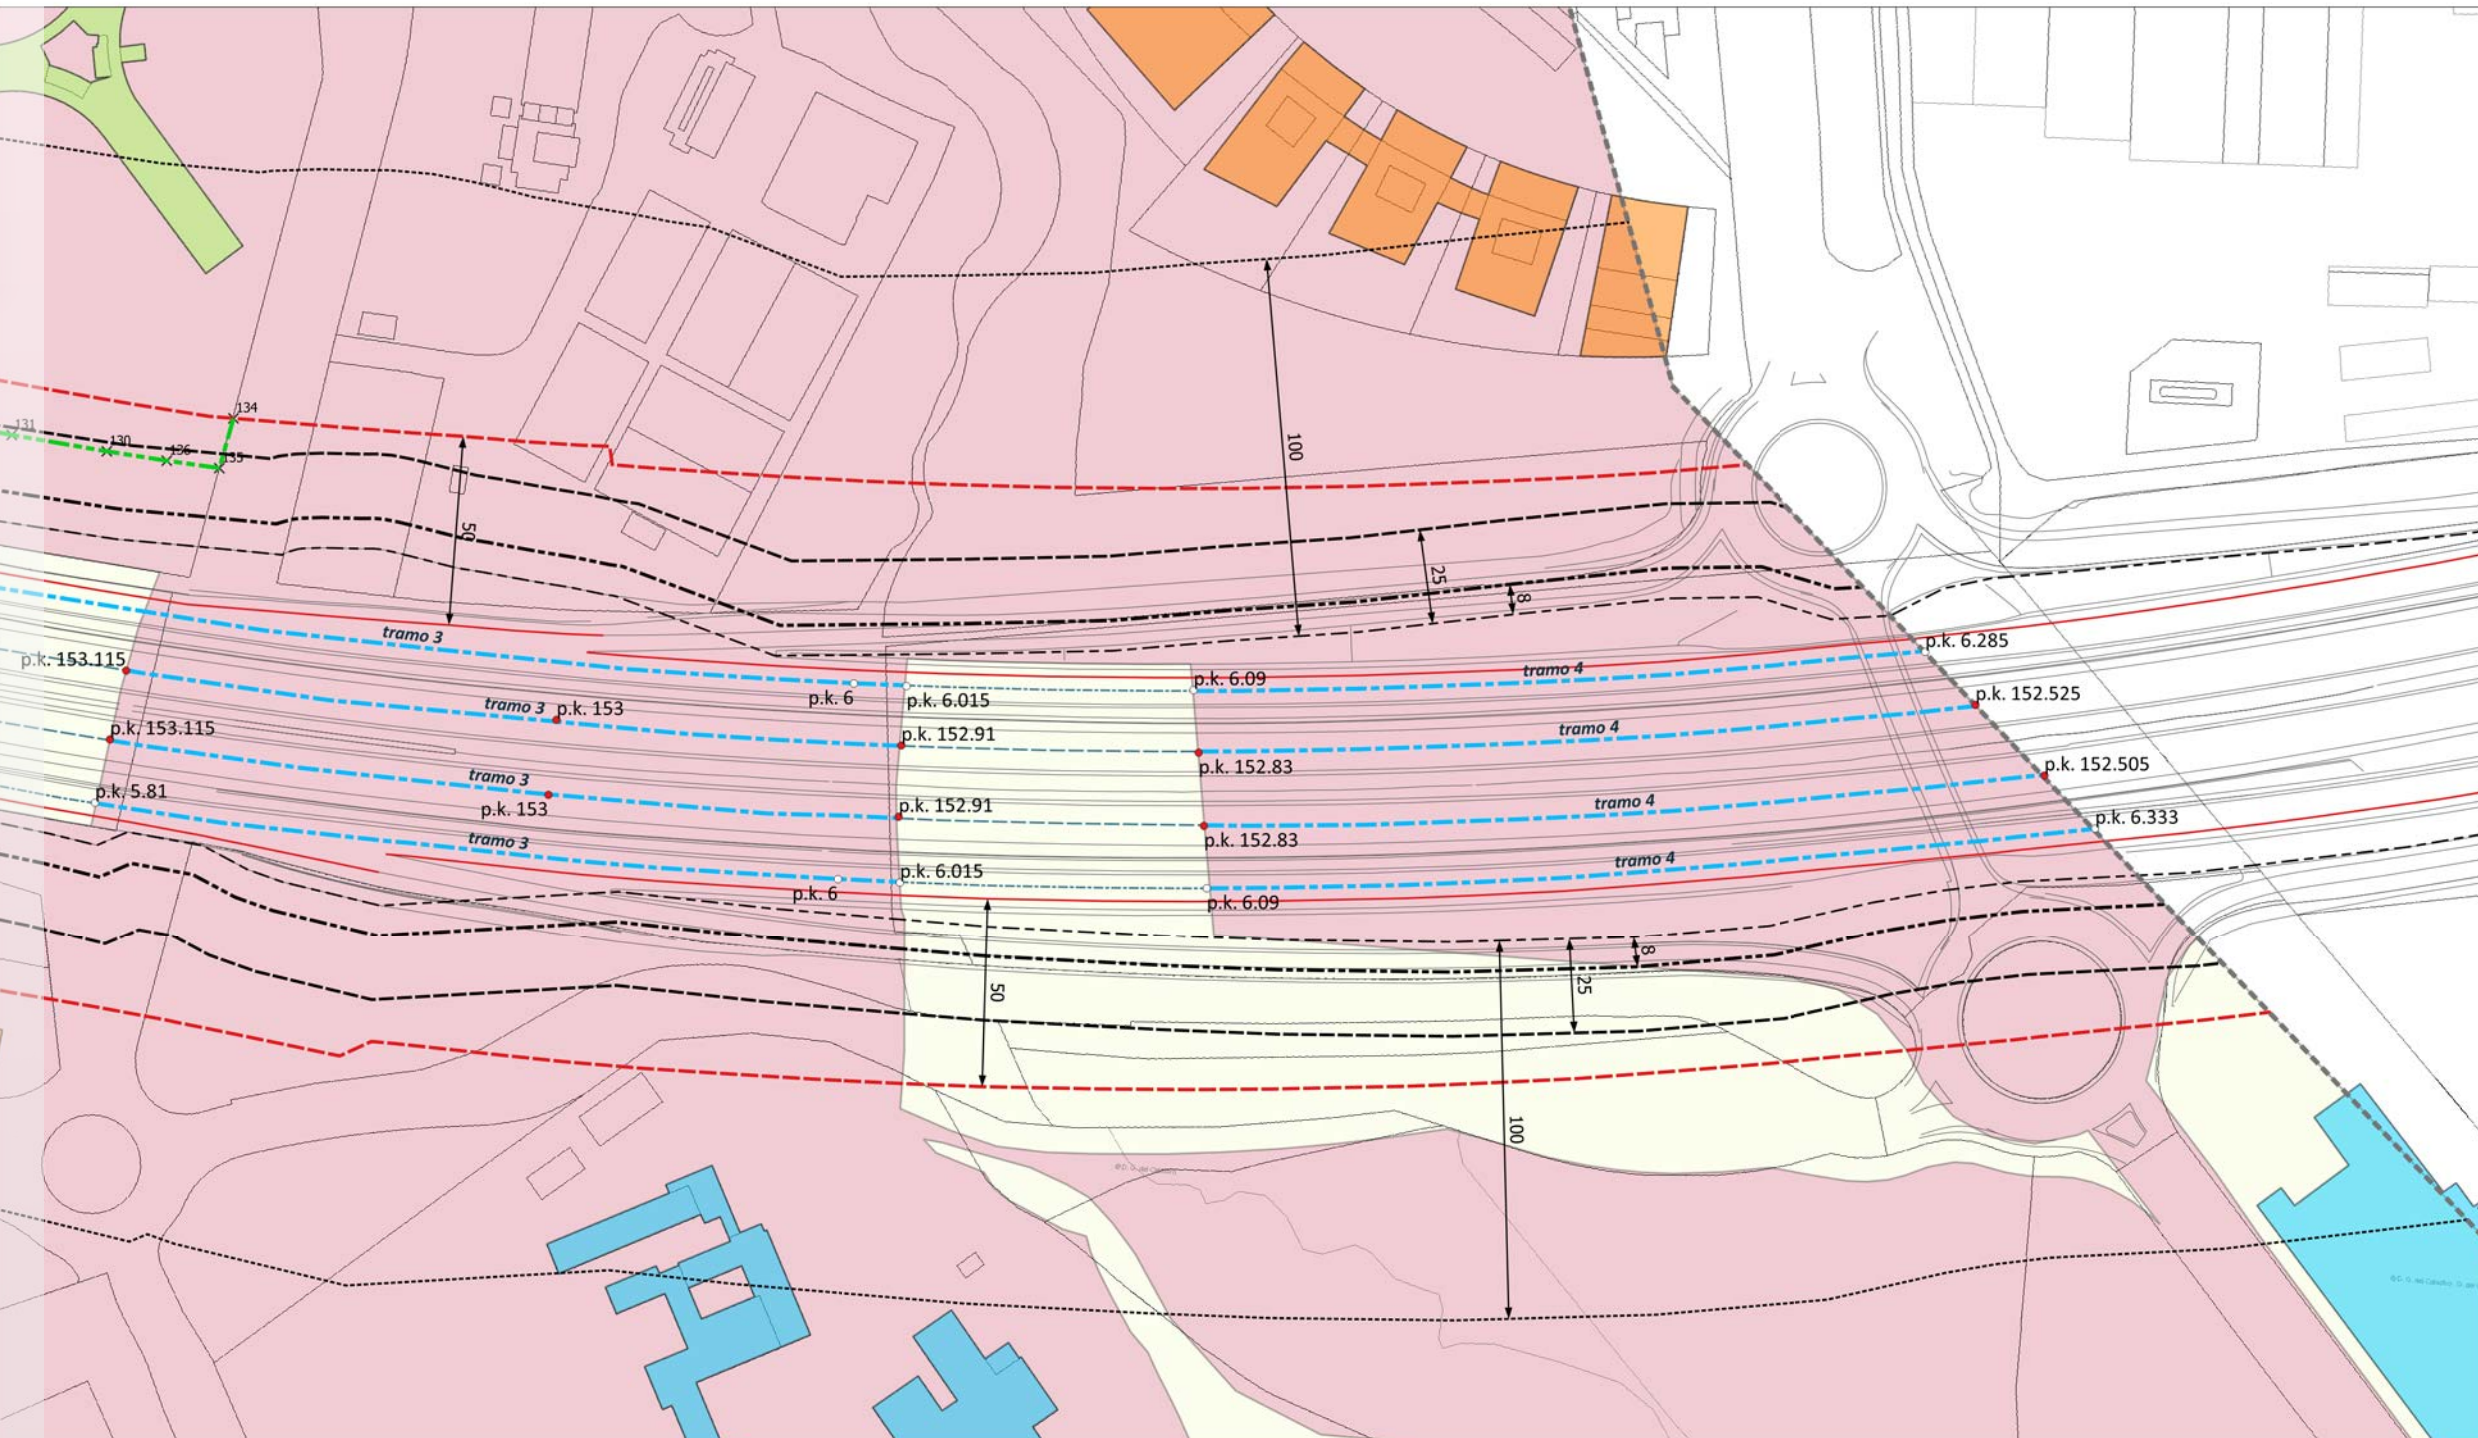 134
131
130
136
135
50
100
25
8
tramo 3
p.k. 153.115
p.k. 6
p.k. 6.015
p.k. 6.09
tramo 4
p.k. 6.285
tramo 3
p.k. 153
p.k. 152.91
p.k. 152.83
tramo 4
p.k. 152.525
p.k. 153.115
tramo 3
p.k. 153
p.k. 152.91
p.k. 152.83
tramo 4
p.k. 152.505
p.k. 5.81
tramo 3
p.k. 6
p.k. 6.015
p.k. 6.09
tramo 4
p.k. 6.333
50
8
25
100